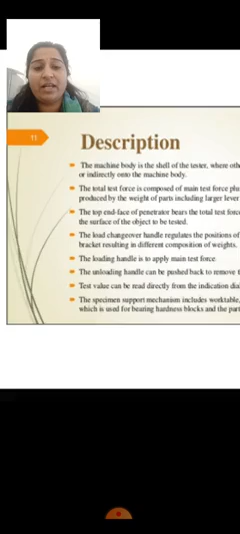 11
Description
The machine body is the shell of the tester, where oth
or indirectly onto the machine body.
The total test force is composed of main test force plu
produced by the weight of parts including larger lever
The top end-face of penetrator bears the total test force
the surface of the object to be tested.
The load changeover handle regulates the positions of
bracket resulting in different composition of weights.
The loading handle is to apply main test force
The unloading handle can be pushed back to remove t
Test value can be read directly from the indication dia
The specimen support mechanism includes worktable,
which is used for bearing hardness blocks and the part